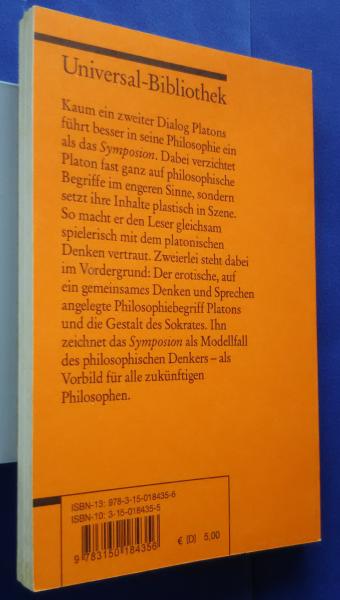 Universal-Bibliothek
Kaum ein zweiter Dialog Platons
führt besser in seine Philosophie ein
als das Symposion. Dabei verzichtet
Platon fast ganz auf philosophische
Begriffe im engeren Sinne, sondern
setzt ihre Inhalte plastisch in Szene.
So macht er den Leser gleichsam
spielerisch mit dem platonischen
Denken vertraut. Zweierlei steht dabei
im Vordergrund: Der erotische, auf
ein gemeinsames Denken und Sprechen
angelegte Philosophiebegriff Platons
und die Gestalt des Sokrates. Ihn
zeichnet das Symposion als Modellfall
des philosophischen Denkers – als
Vorbild für alle zukünftigen
Philosophen.
ISBN-13: 978-3-15-018435-6
ISBN-10: 3-15-018435-5
9 783150 184356
€ [D] 5,00